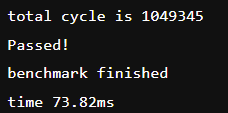 total cycle is 1049345
Passed!
benchmark finished
time 73.82ms